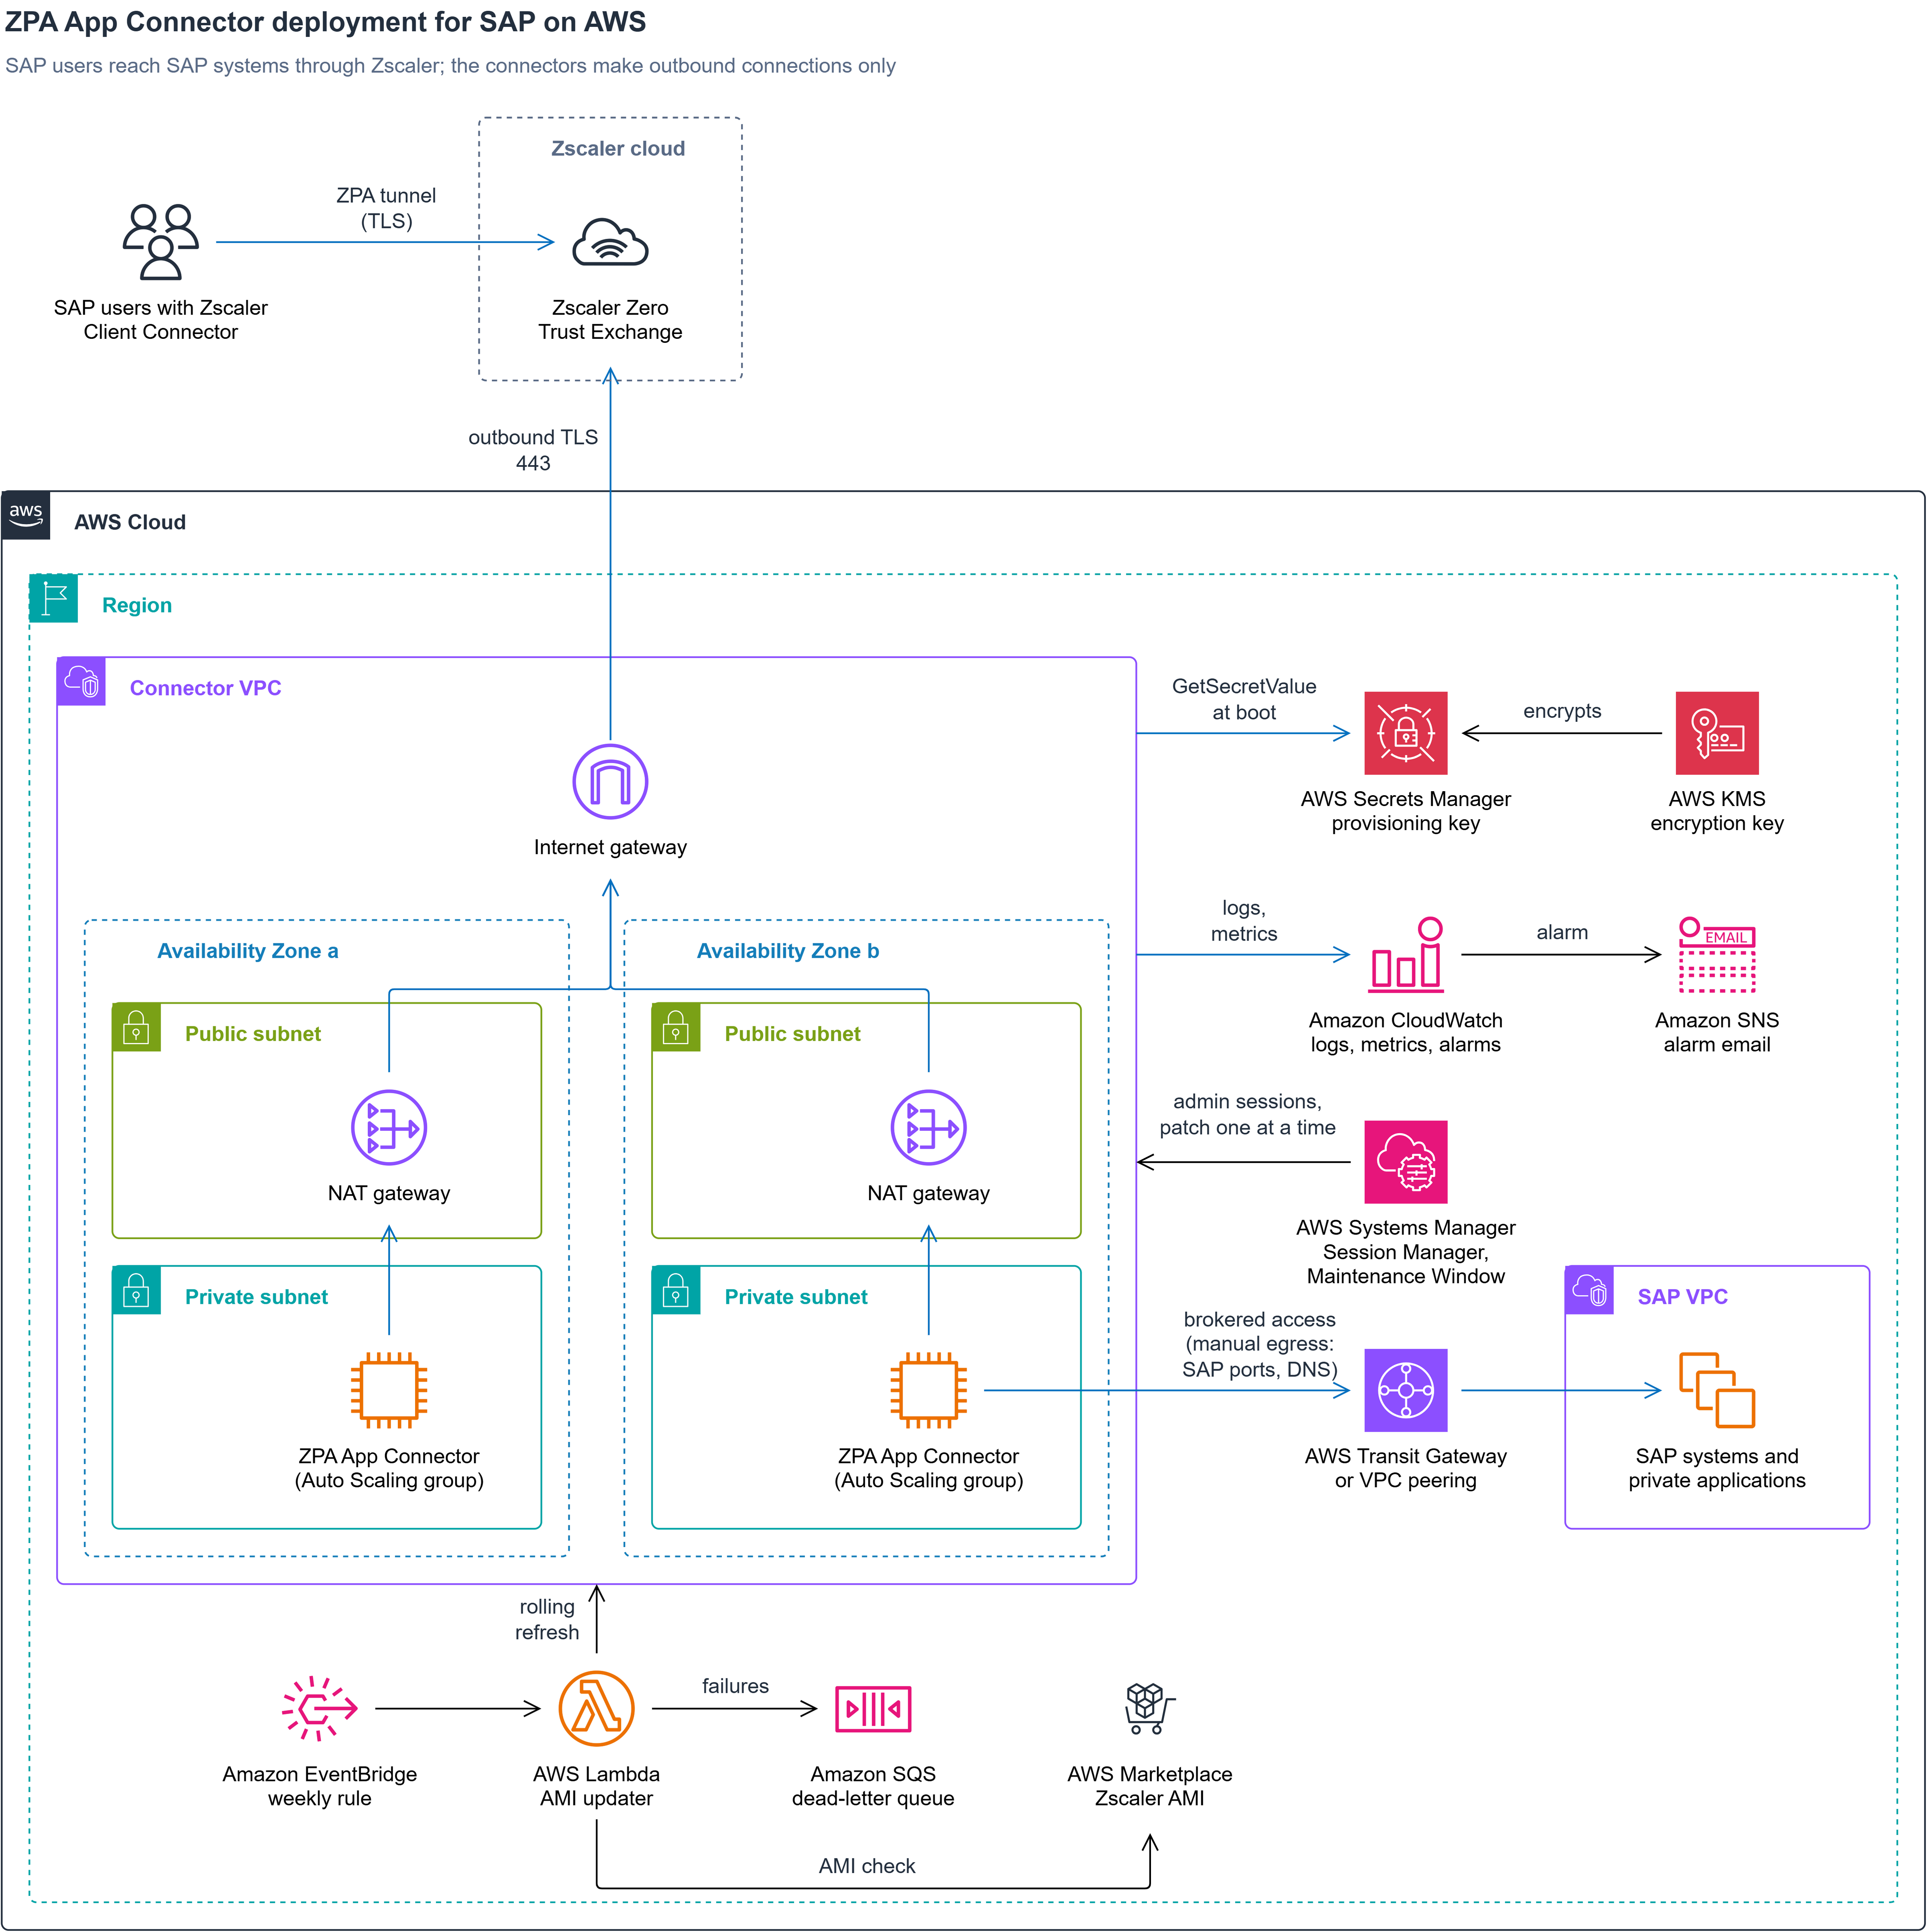 ZPA App Connector deployment for SAP on AWS
SAP users reach SAP systems through Zscaler; the connectors make outbound connections only
Zscaler cloud
ZPA tunnel
(TLS)
SAP users with Zscaler
Client Connector
Zscaler Zero
Trust Exchange
outbound TLS
443
aws
AWS Cloud
Region
Connector VPC
GetSecretValue
at boot
encrypts
AWS Secrets Manager
provisioning key
AWS KMS
encryption key
Internet gateway
logs,
metrics
alarm
EMAIL
Amazon CloudWatch
logs, metrics, alarms
Amazon SNS
alarm email
Availability Zone a
Availability Zone b
Public subnet
Public subnet
NAT gateway
NAT gateway
admin sessions,
patch one at a time
AWS Systems Manager
Session Manager,
Maintenance Window
Private subnet
Private subnet
SAP VPC
brokered access
(manual egress:
SAP ports, DNS)
ZPA App Connector
(Auto Scaling group)
ZPA App Connector
(Auto Scaling group)
AWS Transit Gateway
or VPC peering
SAP systems and
private applications
rolling
refresh
failures
Amazon EventBridge
weekly rule
AWS Lambda
AMI updater
Amazon SQS
dead-letter queue
AWS Marketplace
Zscaler AMI
AMI check